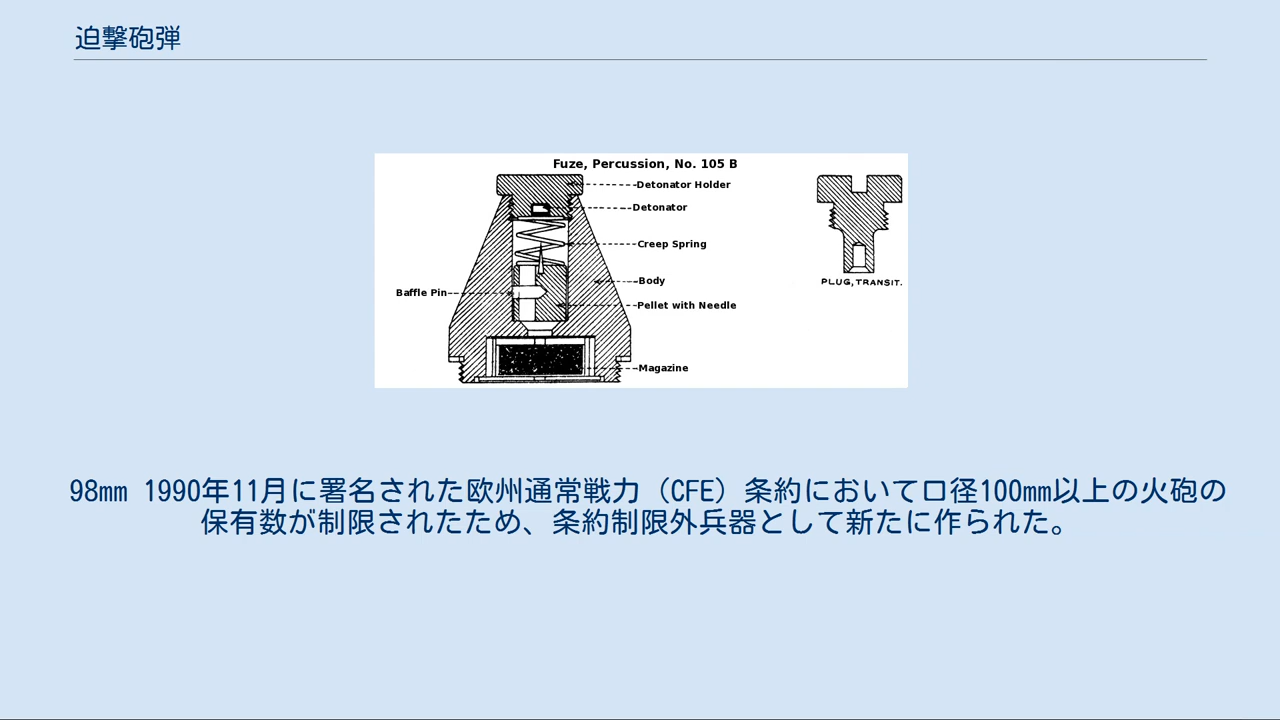 迫撃砲弾
Fuze, Percussion, No. 105 B
Detonator Holder
Detonator
Creep Spring
Body
Baffle Pin
Pellet with Needle
Magazine
PLUG, TRANSIT.
98mm 1990年11月に署名された欧州通常戦力（CFE）条約において口径100mm以上の火砲の
保有数が制限されたため、条約制限外兵器として新たに作られた。